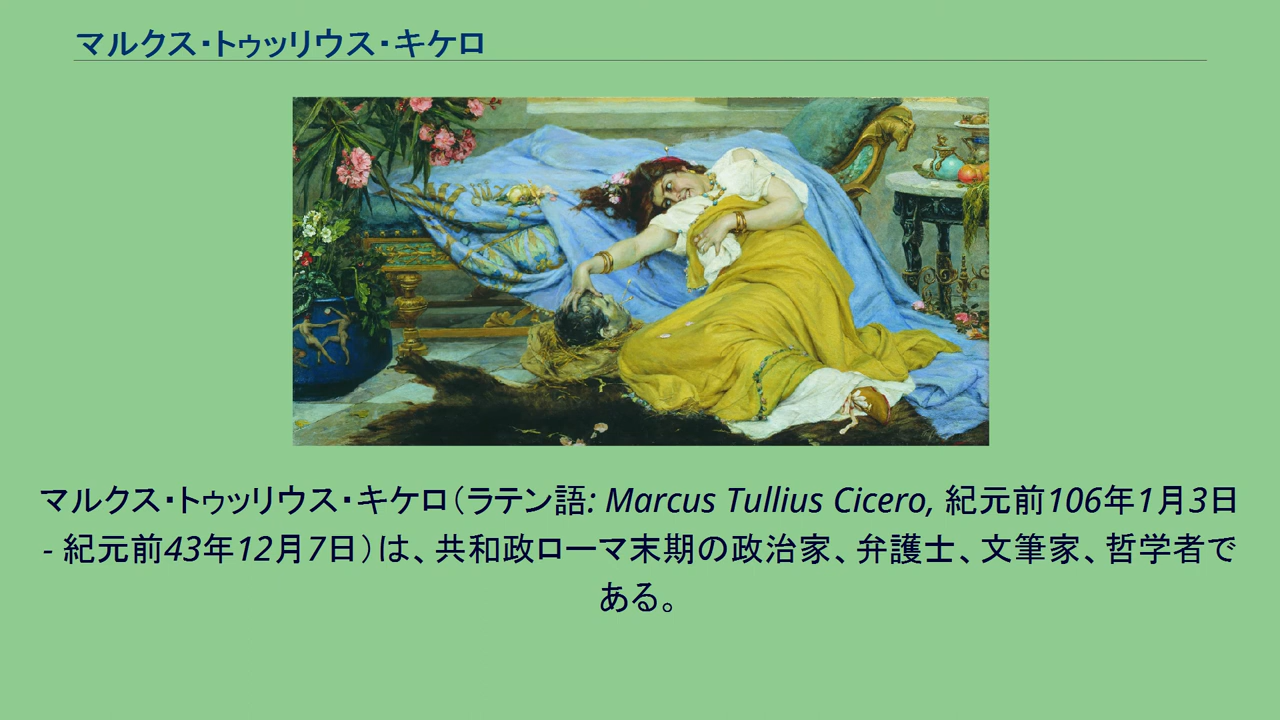 マルクス・トゥッリウス・キケロ
マルクス・トゥッリウス・キケロ（ラテン語: Marcus Tullius Cicero, 紀元前106年1月3日
- 紀元前43年12月7日）は、共和政ローマ末期の政治家、弁護士、文筆家、哲学者で
ある。